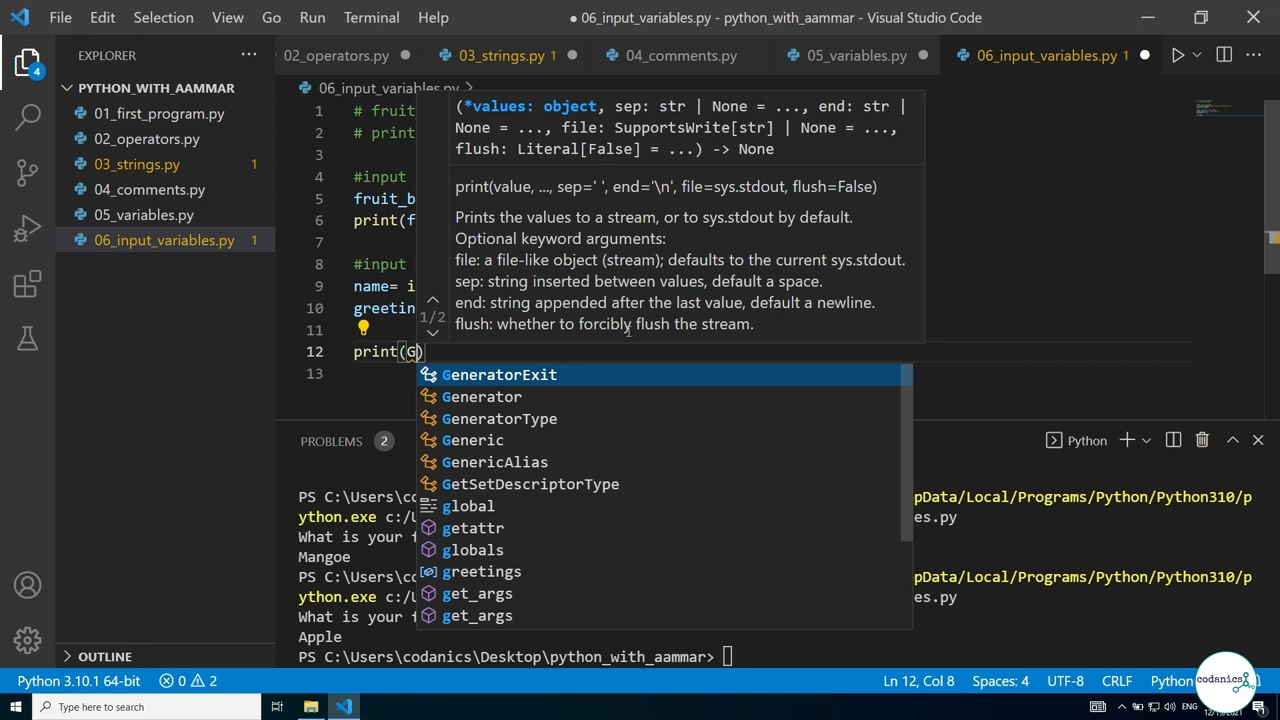 File Edit Selection View Go Run Terminal Help
● 06_input_variables.py - python_with_aammar - Visual Studio Code
EXPLORER
02_operators.py
03_strings.py 1
04_comments.py
05_variables.py
06_input_variables.py 1
PYTHON_WITH_AAMMAR
01_first_program.py
02_operators.py
03_strings.py 1
04_comments.py
05_variables.py
06_input_variables.py 1
4
06_input_variables.py
1 # fruit
2 # print
3
4 #input
5 fruit_b
6 print(f
7
8 #input
9 name= i
10 greetin
11
12 print(G)
13
(*values: object, sep: str | None = ..., end: str |
None = ..., file: SupportsWrite[str] | None = ...,
flush: Literal[False] = ...) -> None
print(value, ..., sep=' ', end='\n', file=sys.stdout, flush=False)
Prints the values to a stream, or to sys.stdout by default.
Optional keyword arguments:
file: a file-like object (stream); defaults to the current sys.stdout.
sep: string inserted between values, default a space.
end: string appended after the last value, default a newline.
flush: whether to forcibly flush the stream.
1/2
GeneratorExit
Generator
GeneratorType
Generic
GenericAlias
GetSetDescriptorType
global
getattr
globals
greetings
get_args
get_args
PROBLEMS 2
Python
PS C:\Users\co pData/Local/Programs/Python/Python310/p
ython.exe c:/U es.py
What is your f
Mangoe
PS C:\Users\co pData/Local/Programs/Python/Python310/p
ython.exe c:/U es.py
What is your f
Apple
PS C:\Users\codanics\Desktop\python_with_aammar>
OUTLINE
Python 3.10.1 64-bit 0 2
Ln 12, Col 8 Spaces: 4 UTF-8 CRLF Python
codanics
Type here to search
ENG